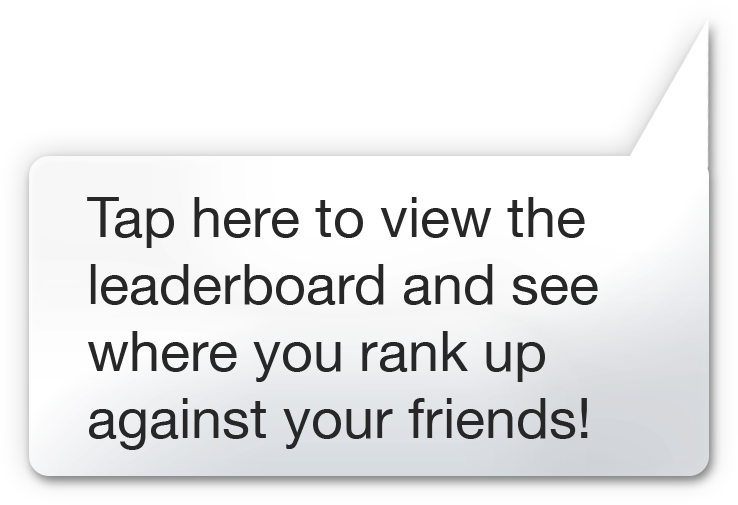 Tap here to view the
leaderboard and see
where you rank up
against your friends!